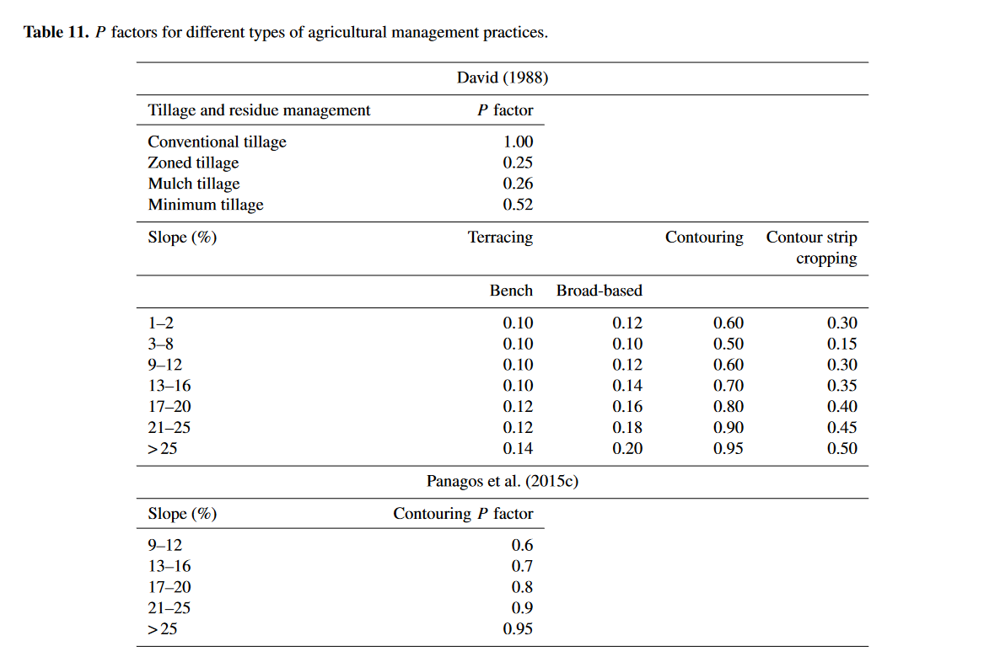 Table 11. P factors for different types of agricultural management practices.
David (1988)
Tillage and residue management P factor
Conventional tillage 1.00
Zoned tillage 0.25
Mulch tillage 0.26
Minimum tillage 0.52
Slope (%) Terracing Contouring Contour strip
cropping
Bench Broad-based
1–2 0.10 0.12 0.60 0.30
3–8 0.10 0.10 0.50 0.15
9–12 0.10 0.12 0.60 0.30
13–16 0.10 0.14 0.70 0.35
17–20 0.12 0.16 0.80 0.40
21–25 0.12 0.18 0.90 0.45
>25 0.14 0.20 0.95 0.50
Panagos et al. (2015c)
Slope (%) Contouring P factor
9–12 0.6
13–16 0.7
17–20 0.8
21–25 0.9
>25 0.95